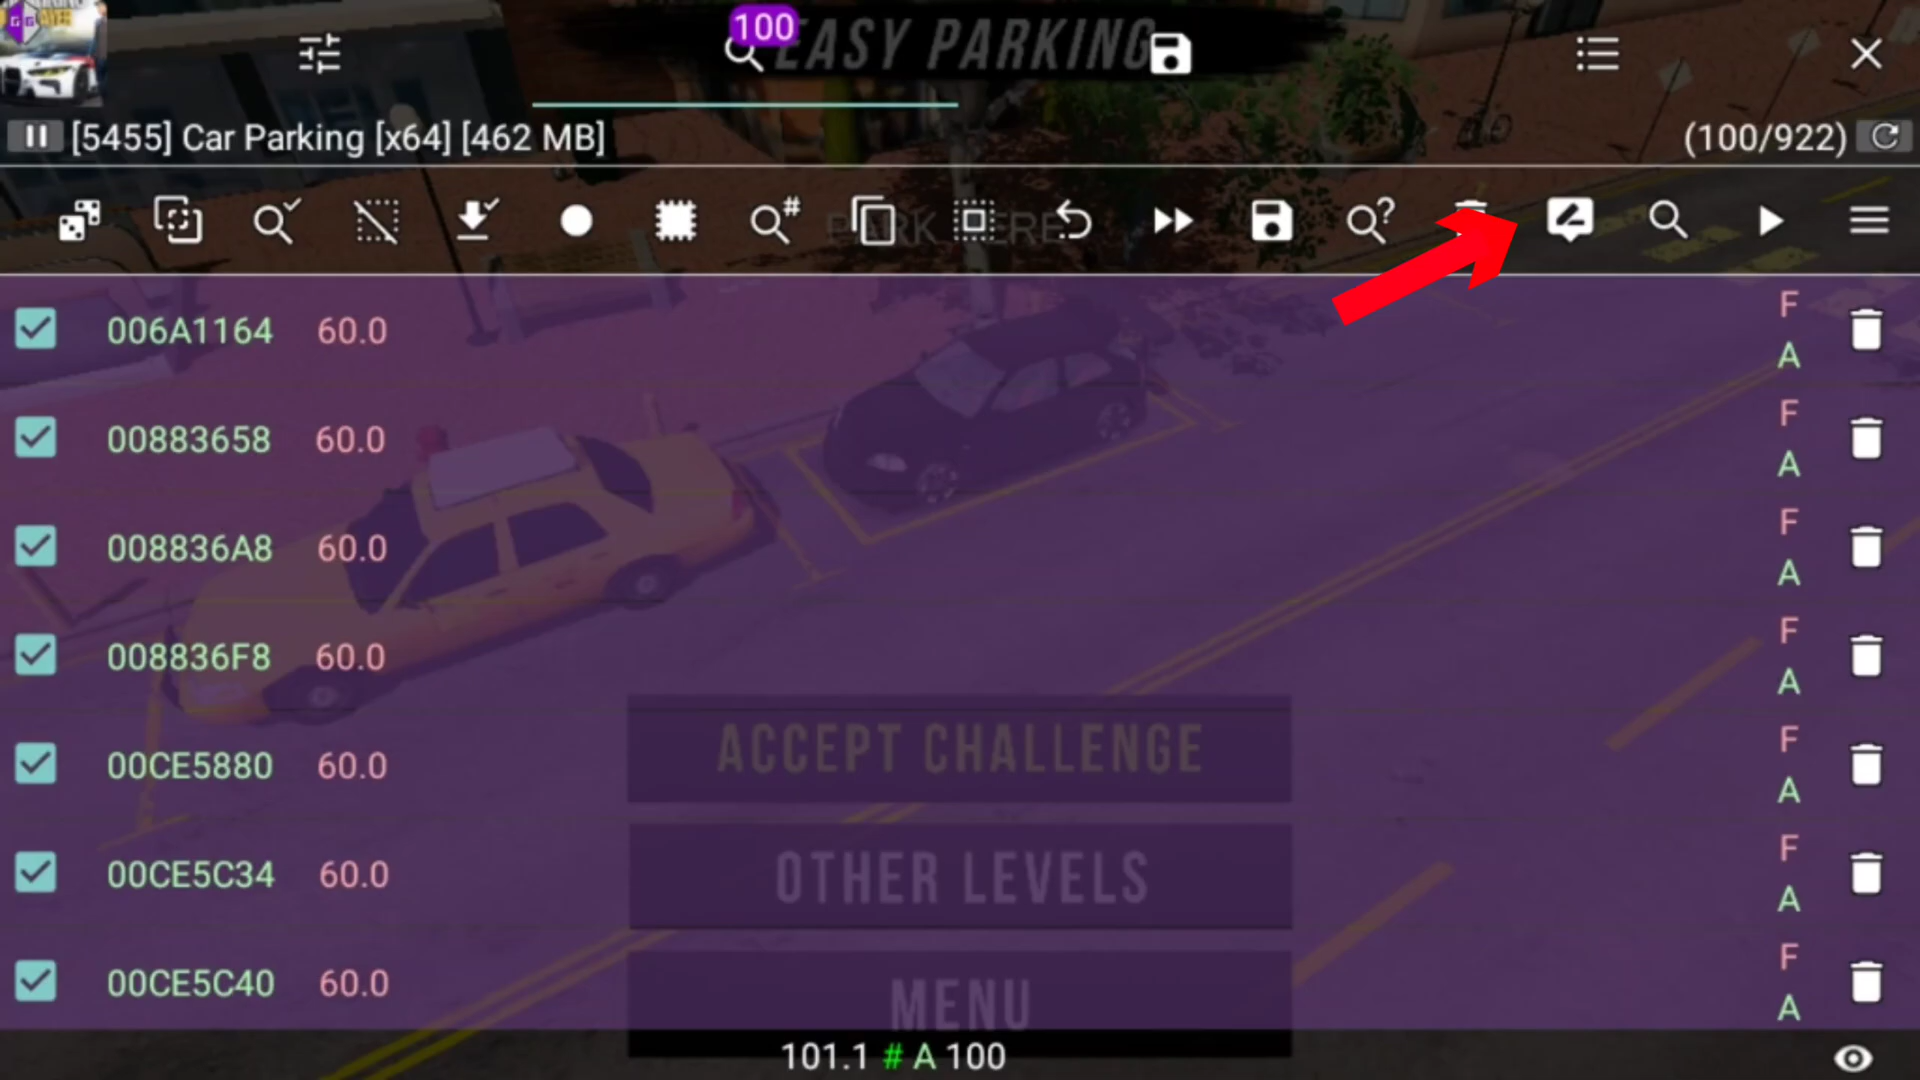 100
EASY PARKING
[5455] Car Parking [x64] [462 MB]
(100/922)
PARK HERE
006A1164 60.0 F A
00883658 60.0 F A
008836A8 60.0 F A
008836F8 60.0 F A
00CE5880 60.0 F A
ACCEPT CHALLENGE
00CE5C34 60.0 F A
OTHER LEVELS
00CE5C40 60.0 F A
MENU
101.1 # A 100